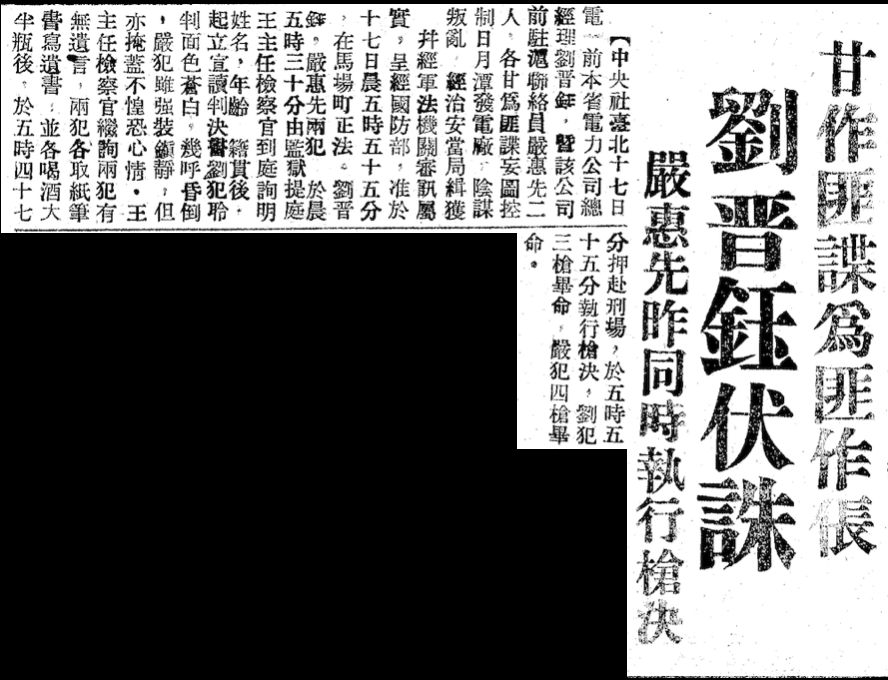 甘作匪諜為匪作倀
劉晋鈺伏誅
嚴惠先昨同時執行槍決
【中央社臺北十七日
電】前本省電力公司總
經理劉晋鈺,暨該公司
前駐滬聯絡員嚴惠先二
人,各甘為匪諜妄圖控
制日月潭發電廠,陰謀
叛亂,經治安當局緝獲
,幷經軍法機關審訊屬
實,呈經國防部,准於
十七日晨五時五十五分
,在馬場町正法。劉晋
鈺,嚴惠先兩犯,於晨
五時三十分由監獄提庭
王主任檢察官到庭詢明
姓名,年齡,籍貫後,
起立宣讀判決書劉犯聆
判面色蒼白,幾呼昏倒
,嚴犯雖强裝鎭靜,但
亦掩蓋不惶恐心情。王
主任檢察官繼詢兩犯有
無遺言,兩犯各取紙筆
書寫遺書,並各喝酒大
半瓶後,於五時四十七
分押赴刑場,於五時五
十五分執行槍決,劉犯
三槍畢命,嚴犯四槍畢
命。